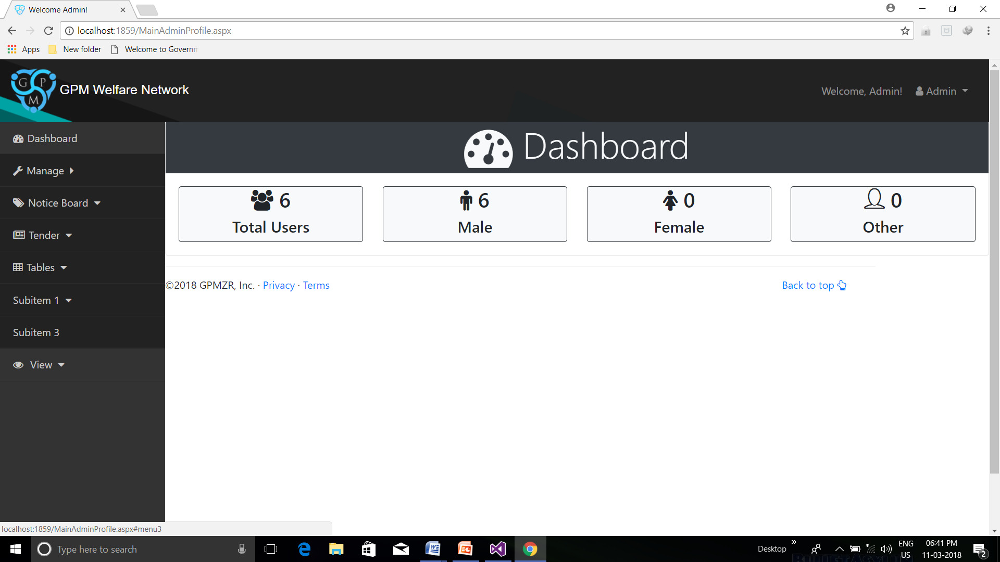 Welcome Admin!
localhost:1859/MainAdminProfile.aspx
Apps
New folder
Welcome to Governm
G P M
GPM Welfare Network
Welcome, Admin!
Admin
Dashboard
Manage
Notice Board
Tender
Tables
Subitem 1
Subitem 3
View
Dashboard
6
Total Users
6
Male
0
Female
0
Other
©2018 GPMZR, Inc. · Privacy · Terms
Back to top
localhost:1859/MainAdminProfile.aspx#menu3
Type here to search
Desktop
ENG
US
06:41 PM
11-03-2018
2